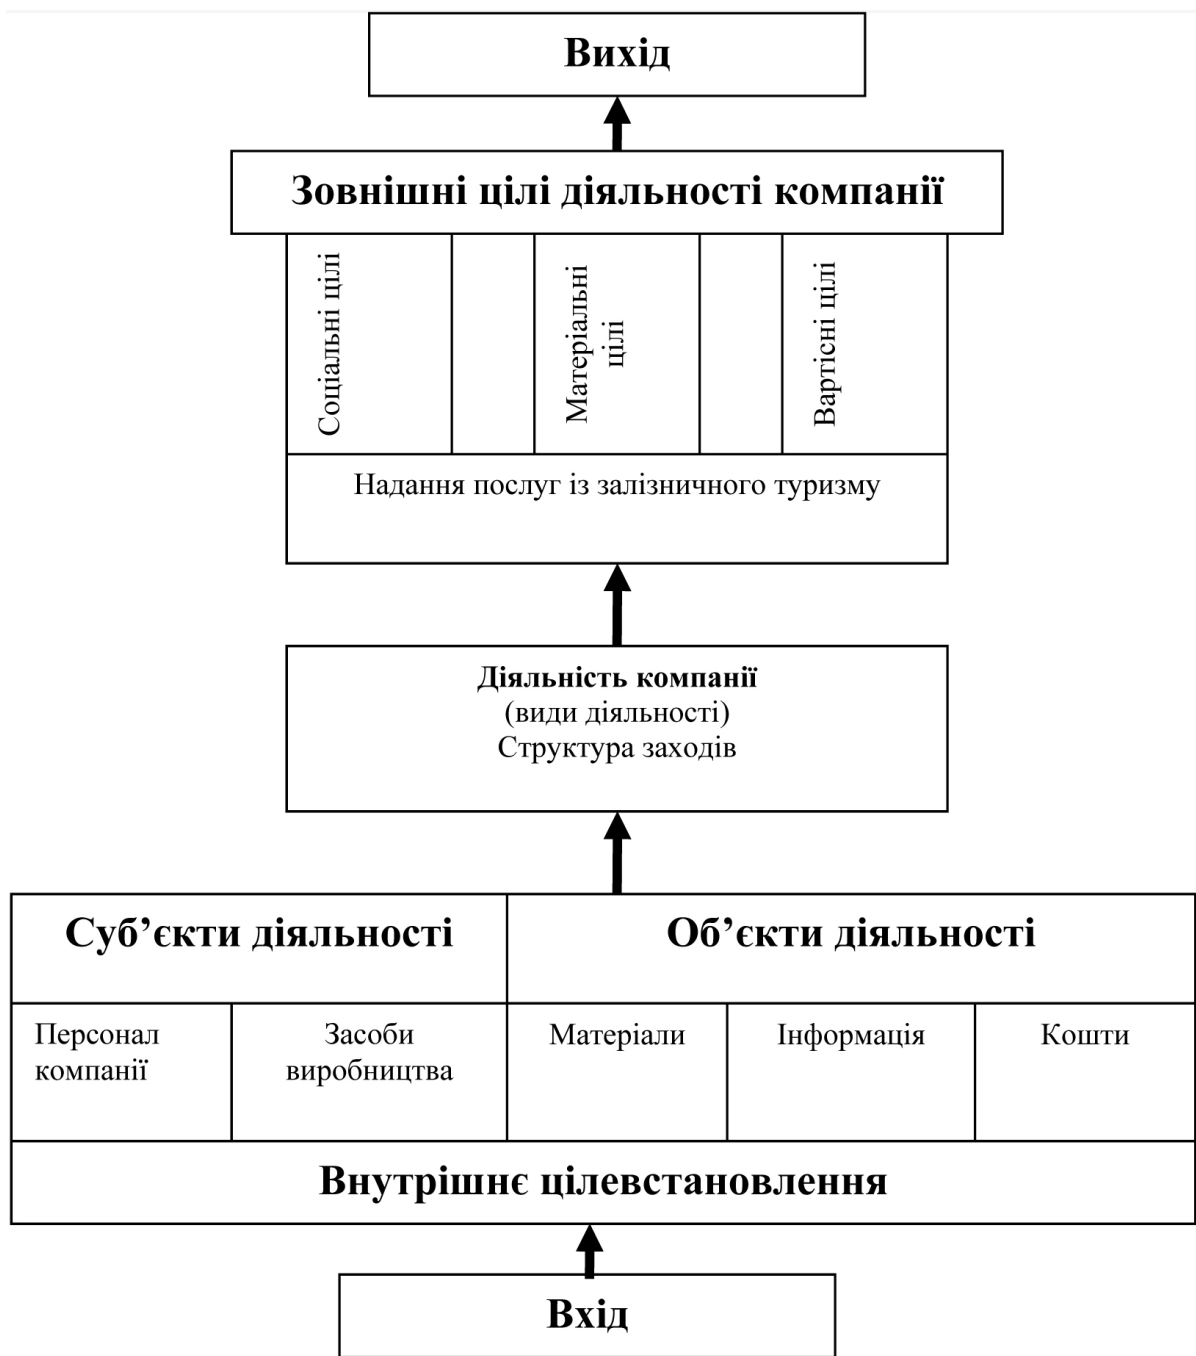 Вихід
Зовнішні цілі діяльності компанії
Соціальні цілі
Матеріальні
цілі
Вартісні цілі
Надання послуг із залізничного туризму
Діяльність компанії
(види діяльності)
Структура заходів
Суб’єкти діяльності
Об’єкти діяльності
Персонал
компанії
Засоби
виробництва
Матеріали
Інформація
Кошти
Внутрішнє цілевстановлення
Вхід